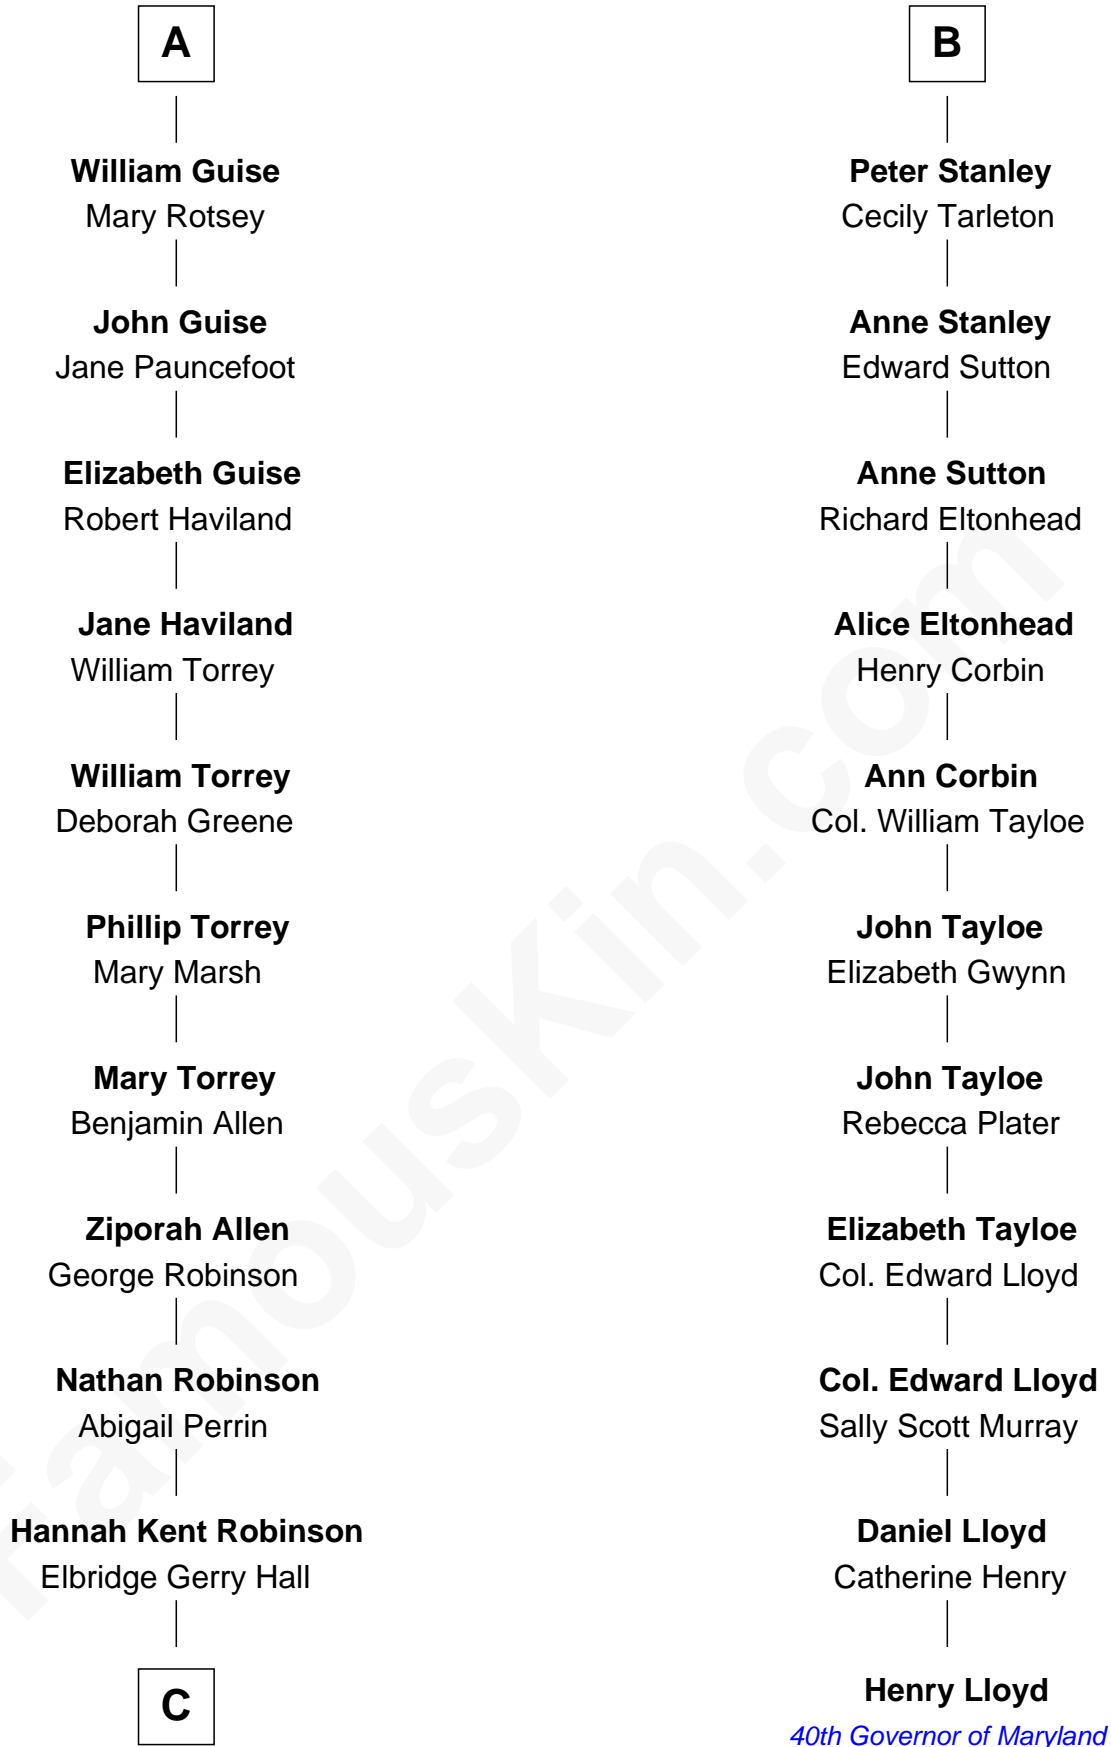 A
William Guise
Mary Rotsey
John Guise
Jane Pauncefoot
Elizabeth Guise
Robert Haviland
Jane Haviland
William Torrey
William Torrey
Deborah Greene
Phillip Torrey
Mary Marsh
Mary Torrey
Benjamin Allen
Ziporah Allen
George Robinson
Nathan Robinson
Abigail Perrin
Hannah Kent Robinson
Elbridge Gerry Hall
C
B
Peter Stanley
Cecily Tarleton
Anne Stanley
Edward Sutton
Anne Sutton
Richard Eltonhead
Alice Eltonhead
Henry Corbin
Ann Corbin
Col. William Tayloe
John Tayloe
Elizabeth Gwynn
John Tayloe
Rebecca Plater
Elizabeth Tayloe
Col. Edward Lloyd
Col. Edward Lloyd
Sally Scott Murray
Daniel Lloyd
Catherine Henry
Henry Lloyd
40th Governor of Maryland
FamousKin.com